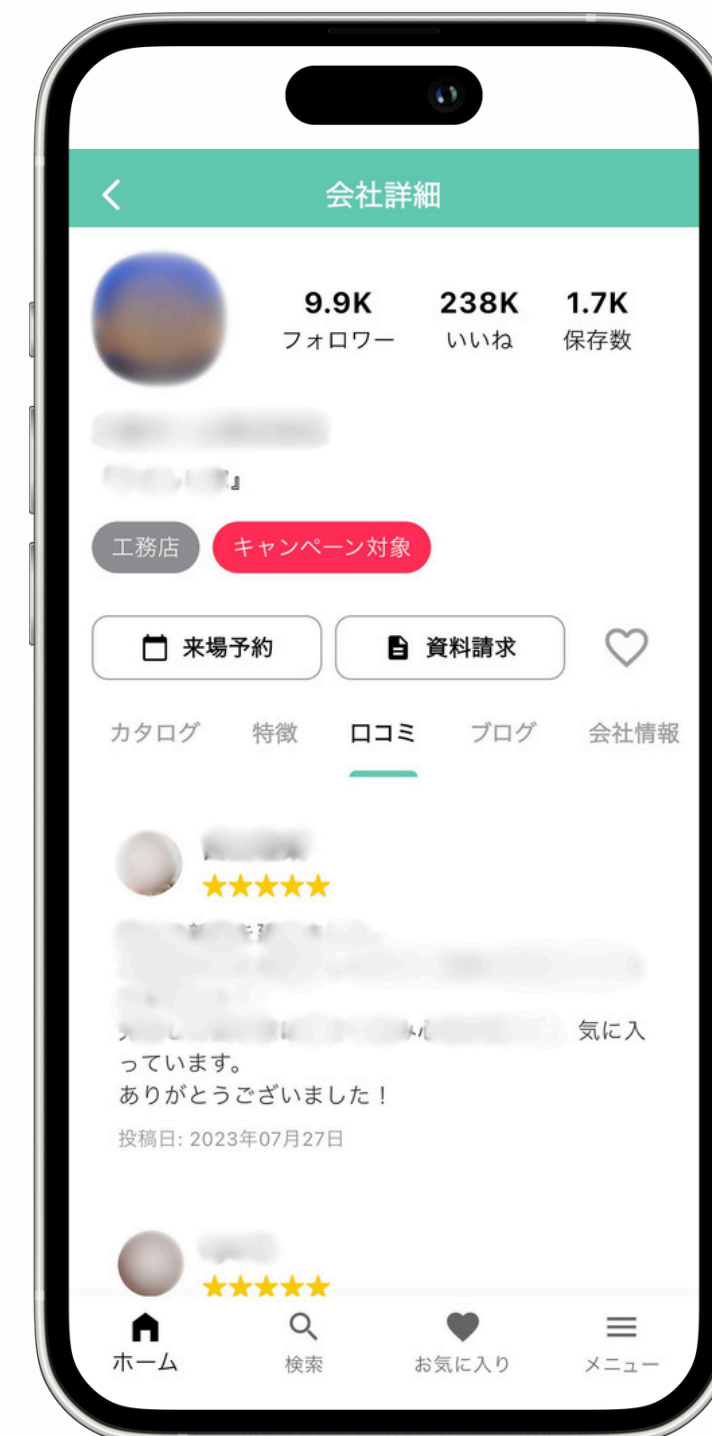 会社詳細
9.9K 238K 1.7K
フォロワー いいね 保存数
』
工務店 キャンペーン対象
来場予約 資料請求
カタログ 特徴 口コミ ブログ 会社情報
★★★★★
気に入
っています。
ありがとうございました！
投稿日: 2023年07月27日
★★★★★
ホーム 検索 お気に入り メニュー